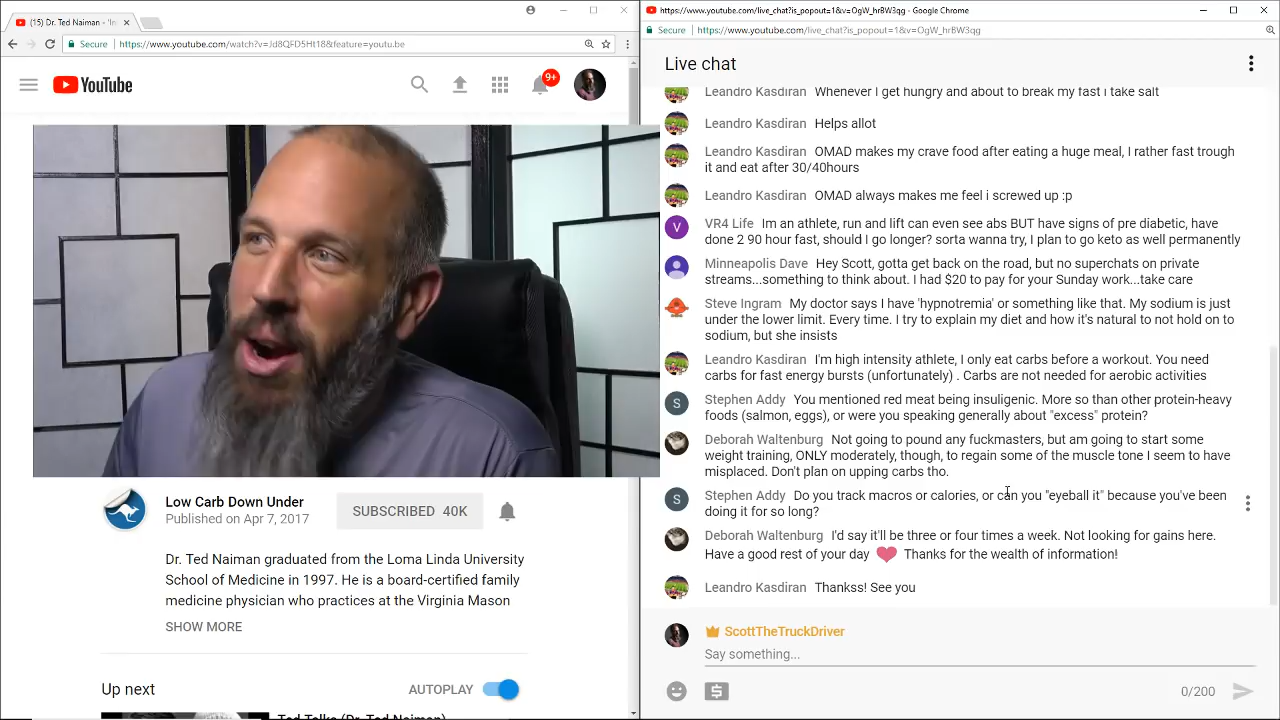 (15) Dr. Ted Naiman - 'In
Secure https://www.youtube.com/watch?v=Jd8QFD5Ht18&feature=youtu.be
YouTube
9+
Low Carb Down Under
Published on Apr 7, 2017
SUBSCRIBED 40K
Dr. Ted Naiman graduated from the Loma Linda University
School of Medicine in 1997. He is a board-certified family
medicine physician who practices at the Virginia Mason
SHOW MORE
Up next
AUTOPLAY
Ted Talks (Dr. Ted Naiman)
https://www.youtube.com/live_chat?is_popout=1&v=OgW_hrBW3qg - Google Chrome
Secure https://www.youtube.com/live_chat?is_popout=1&v=OgW_hrBW3qg
Live chat
Leandro Kasdiran Whenever I get hungry and about to break my fast i take salt
Leandro Kasdiran Helps allot
Leandro Kasdiran OMAD makes my crave food after eating a huge meal, I rather fast trough
it and eat after 30/40hours
Leandro Kasdiran OMAD always makes me feel i screwed up :p
V
VR4 Life Im an athlete, run and lift can even see abs BUT have signs of pre diabetic, have
done 2 90 hour fast, should I go longer? sorta wanna try, I plan to go keto as well permanently
Minneapolis Dave Hey Scott, gotta get back on the road, but no superchats on private
streams...something to think about. I had $20 to pay for your Sunday work...take care
Steve Ingram My doctor says I have 'hypnotremia' or something like that. My sodium is just
under the lower limit. Every time. I try to explain my diet and how it's natural to not hold on to
sodium, but she insists
Leandro Kasdiran I'm high intensity athlete, I only eat carbs before a workout. You need
carbs for fast energy bursts (unfortunately) . Carbs are not needed for aerobic activities
S
Stephen Addy You mentioned red meat being insulignic. More so than other protein-heavy
foods (salmon, eggs), or were you speaking generally about "excess" protein?
Deborah Waltenburg Not going to pound any fuckmasters, but am going to start some
weight training, ONLY moderately, though, to regain some of the muscle tone I seem to have
misplaced. Don't plan on upping carbs tho.
S
Stephen Addy Do you track macros or calories, or can you "eyeball it" because you've been
doing it for so long?
Deborah Waltenburg I'd say it'll be three or four times a week. Not looking for gains here.
Have a good rest of your day Thanks for the wealth of information!
Leandro Kasdiran Thankss! See you
ScottTheTruckDriver
Say something...
0/200